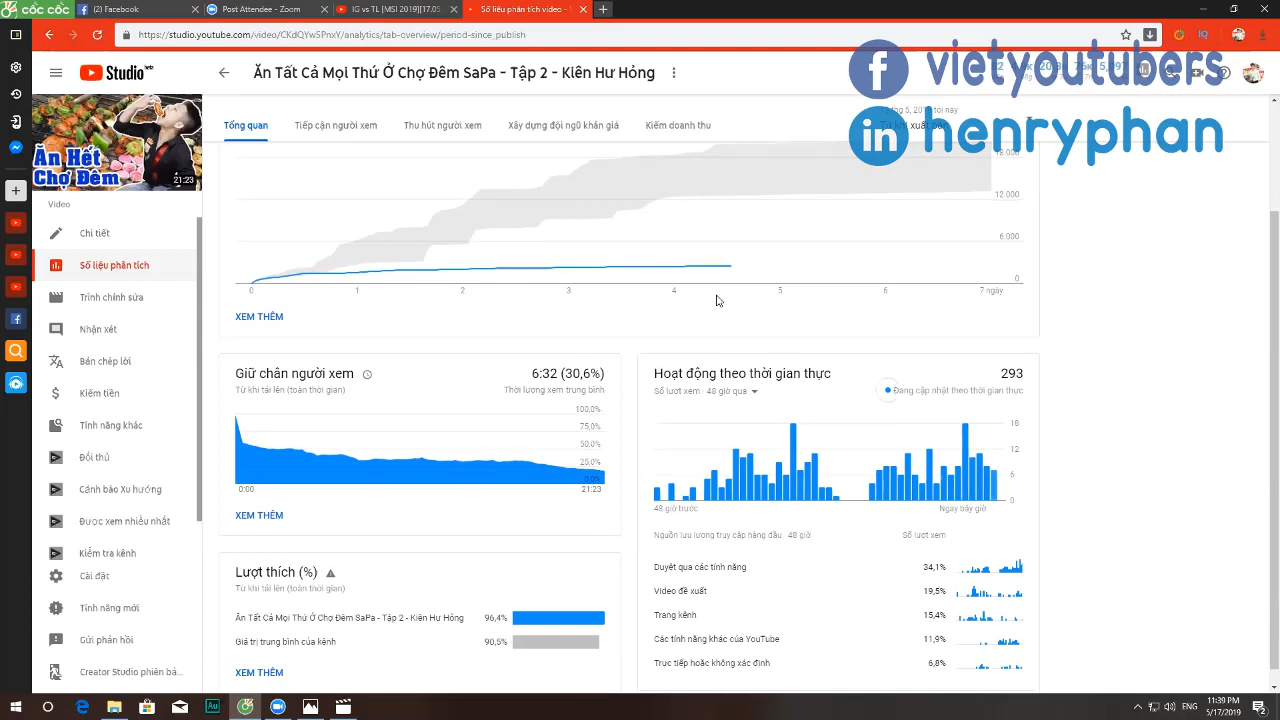 CỐC CỐC
Facebook
Post Attendee - Zoom
IG vs TL [MSI 2019][17.05
Số liệu phân tích video -
https://studio.youtube.com/video/CKdQYw5PnxY/analytics/tab-overview/period-since_publish
Studio
Ăn Tất Cả Mọi Thứ Ở Chợ Đêm SaPa - Tập 2 - Kiên Hư Hỏng
vietyoutubers
henryphan
Ăn Hết
Chợ Đêm
21:23
Tổng quan
Tiếp cận người xem
Thu hút người xem
Xây dựng đội ngũ khán giả
Kiếm doanh thu
Từ khi xuất bản
Video
Chi tiết
Số liệu phân tích
Trình chỉnh sửa
Nhận xét
Bản chép lời
Kiếm tiền
Tính năng khác
Đối thủ
Cảnh báo Xu hướng
Được xem nhiều nhất
Kiểm tra kênh
Cài đặt
Tính năng mới
Gửi phản hồi
Creator Studio phiên bả...
18.000
12 000
6.000
0
0 1 2 3 4 5 6 7 ngày
XEM THÊM
Giữ chân người xem
6:32 (30,6%)
Từ khi tải lên (toàn thời gian)
Thời lượng xem trung bình
100,0%
75,0%
50,0%
25,0%
0,0%
0:00
21:23
XEM THÊM
Lượt thích (%)
Từ khi tải lên (toàn thời gian)
Ăn Tất Cả Mọi Thứ Ở Chợ Đêm SaPa - Tập 2 - Kiên Hư Hỏng 96,4%
Giá trị trung bình của kênh 90,5%
XEM THÊM
Hoạt động theo thời gian thực
293
Số lượt xem · 48 giờ qua
Đang cập nhật theo thời gian thực
18
12
6
0
48 giờ trước
Ngay bây giờ
Nguồn lưu lượng truy cập hàng đầu · 48 giờ
Số lượt xem
Duyệt qua các tính năng 34,1%
Video đề xuất 19,5%
Trang kênh 15,4%
Các tính năng khác của YouTube 11,9%
Trực tiếp hoặc không xác định 6,8%
11:39 PM
5/17/2019